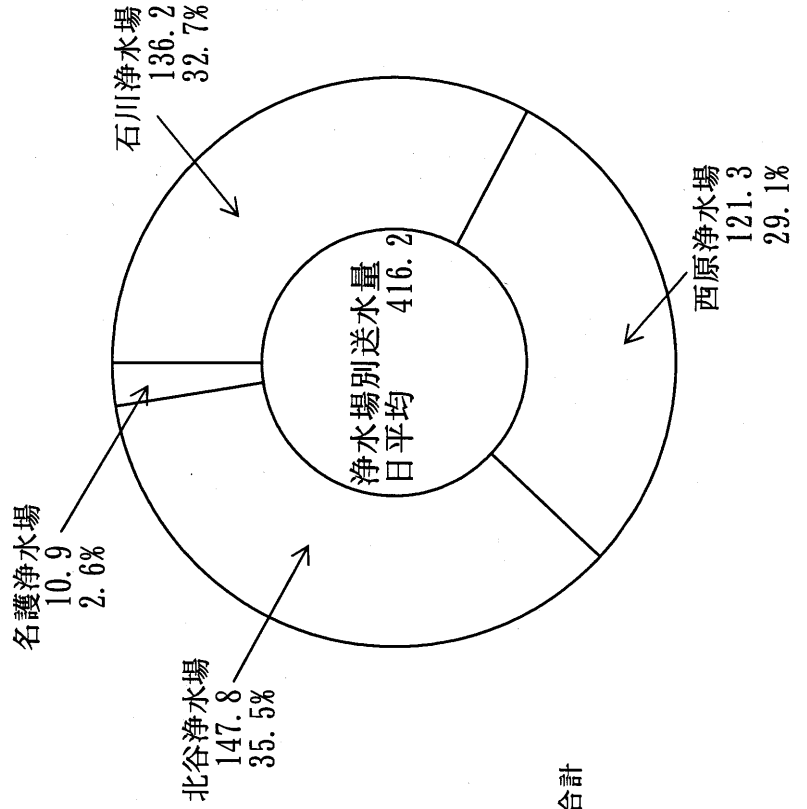 石川浄水場
136.2
32.7%
名護浄水場
10.9
2.6%
浄水場別送水量
日平均 416.2
北谷浄水場
147.8
35.5%
西原浄水場
121.3
29.1%
合計